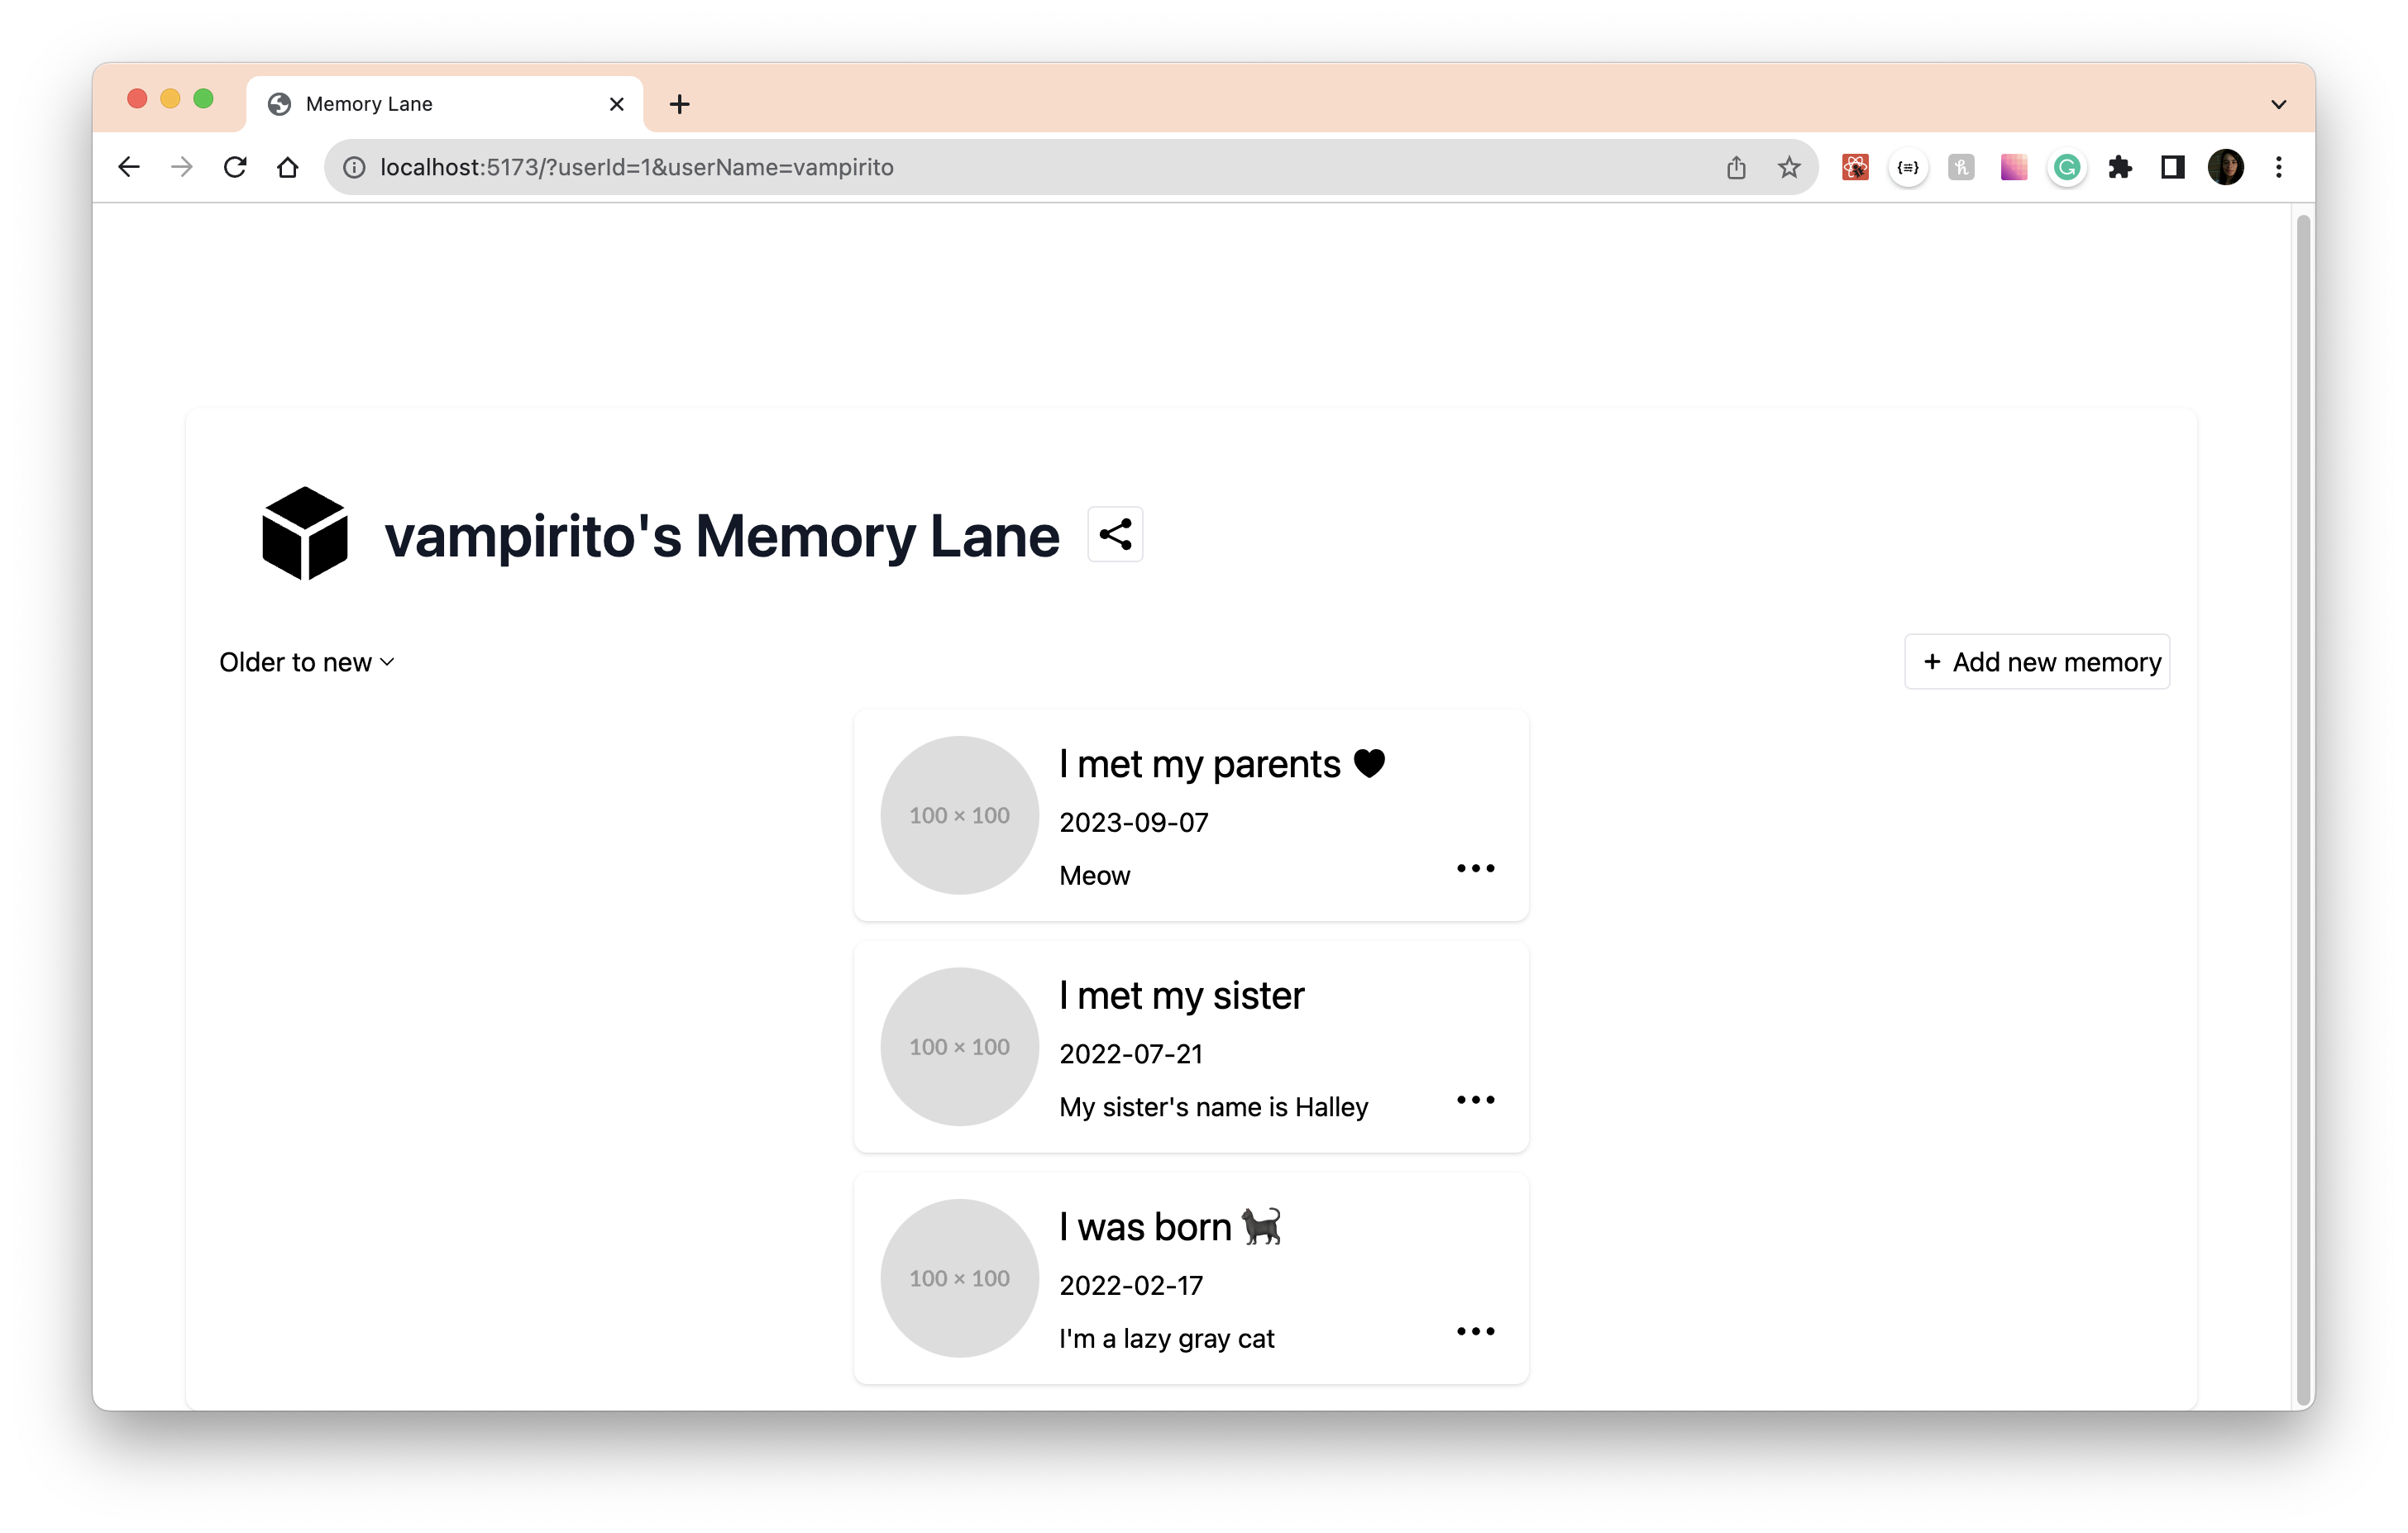 Memory Lane
localhost:5173/?userId=1&userName=vampirito
vampirito's Memory Lane
Older to new
+ Add new memory
100 × 100
I met my parents 🖤
2023-09-07
Meow
100 × 100
I met my sister
2022-07-21
My sister's name is Halley
100 × 100
I was born 🐈‍⬛
2022-02-17
I'm a lazy gray cat